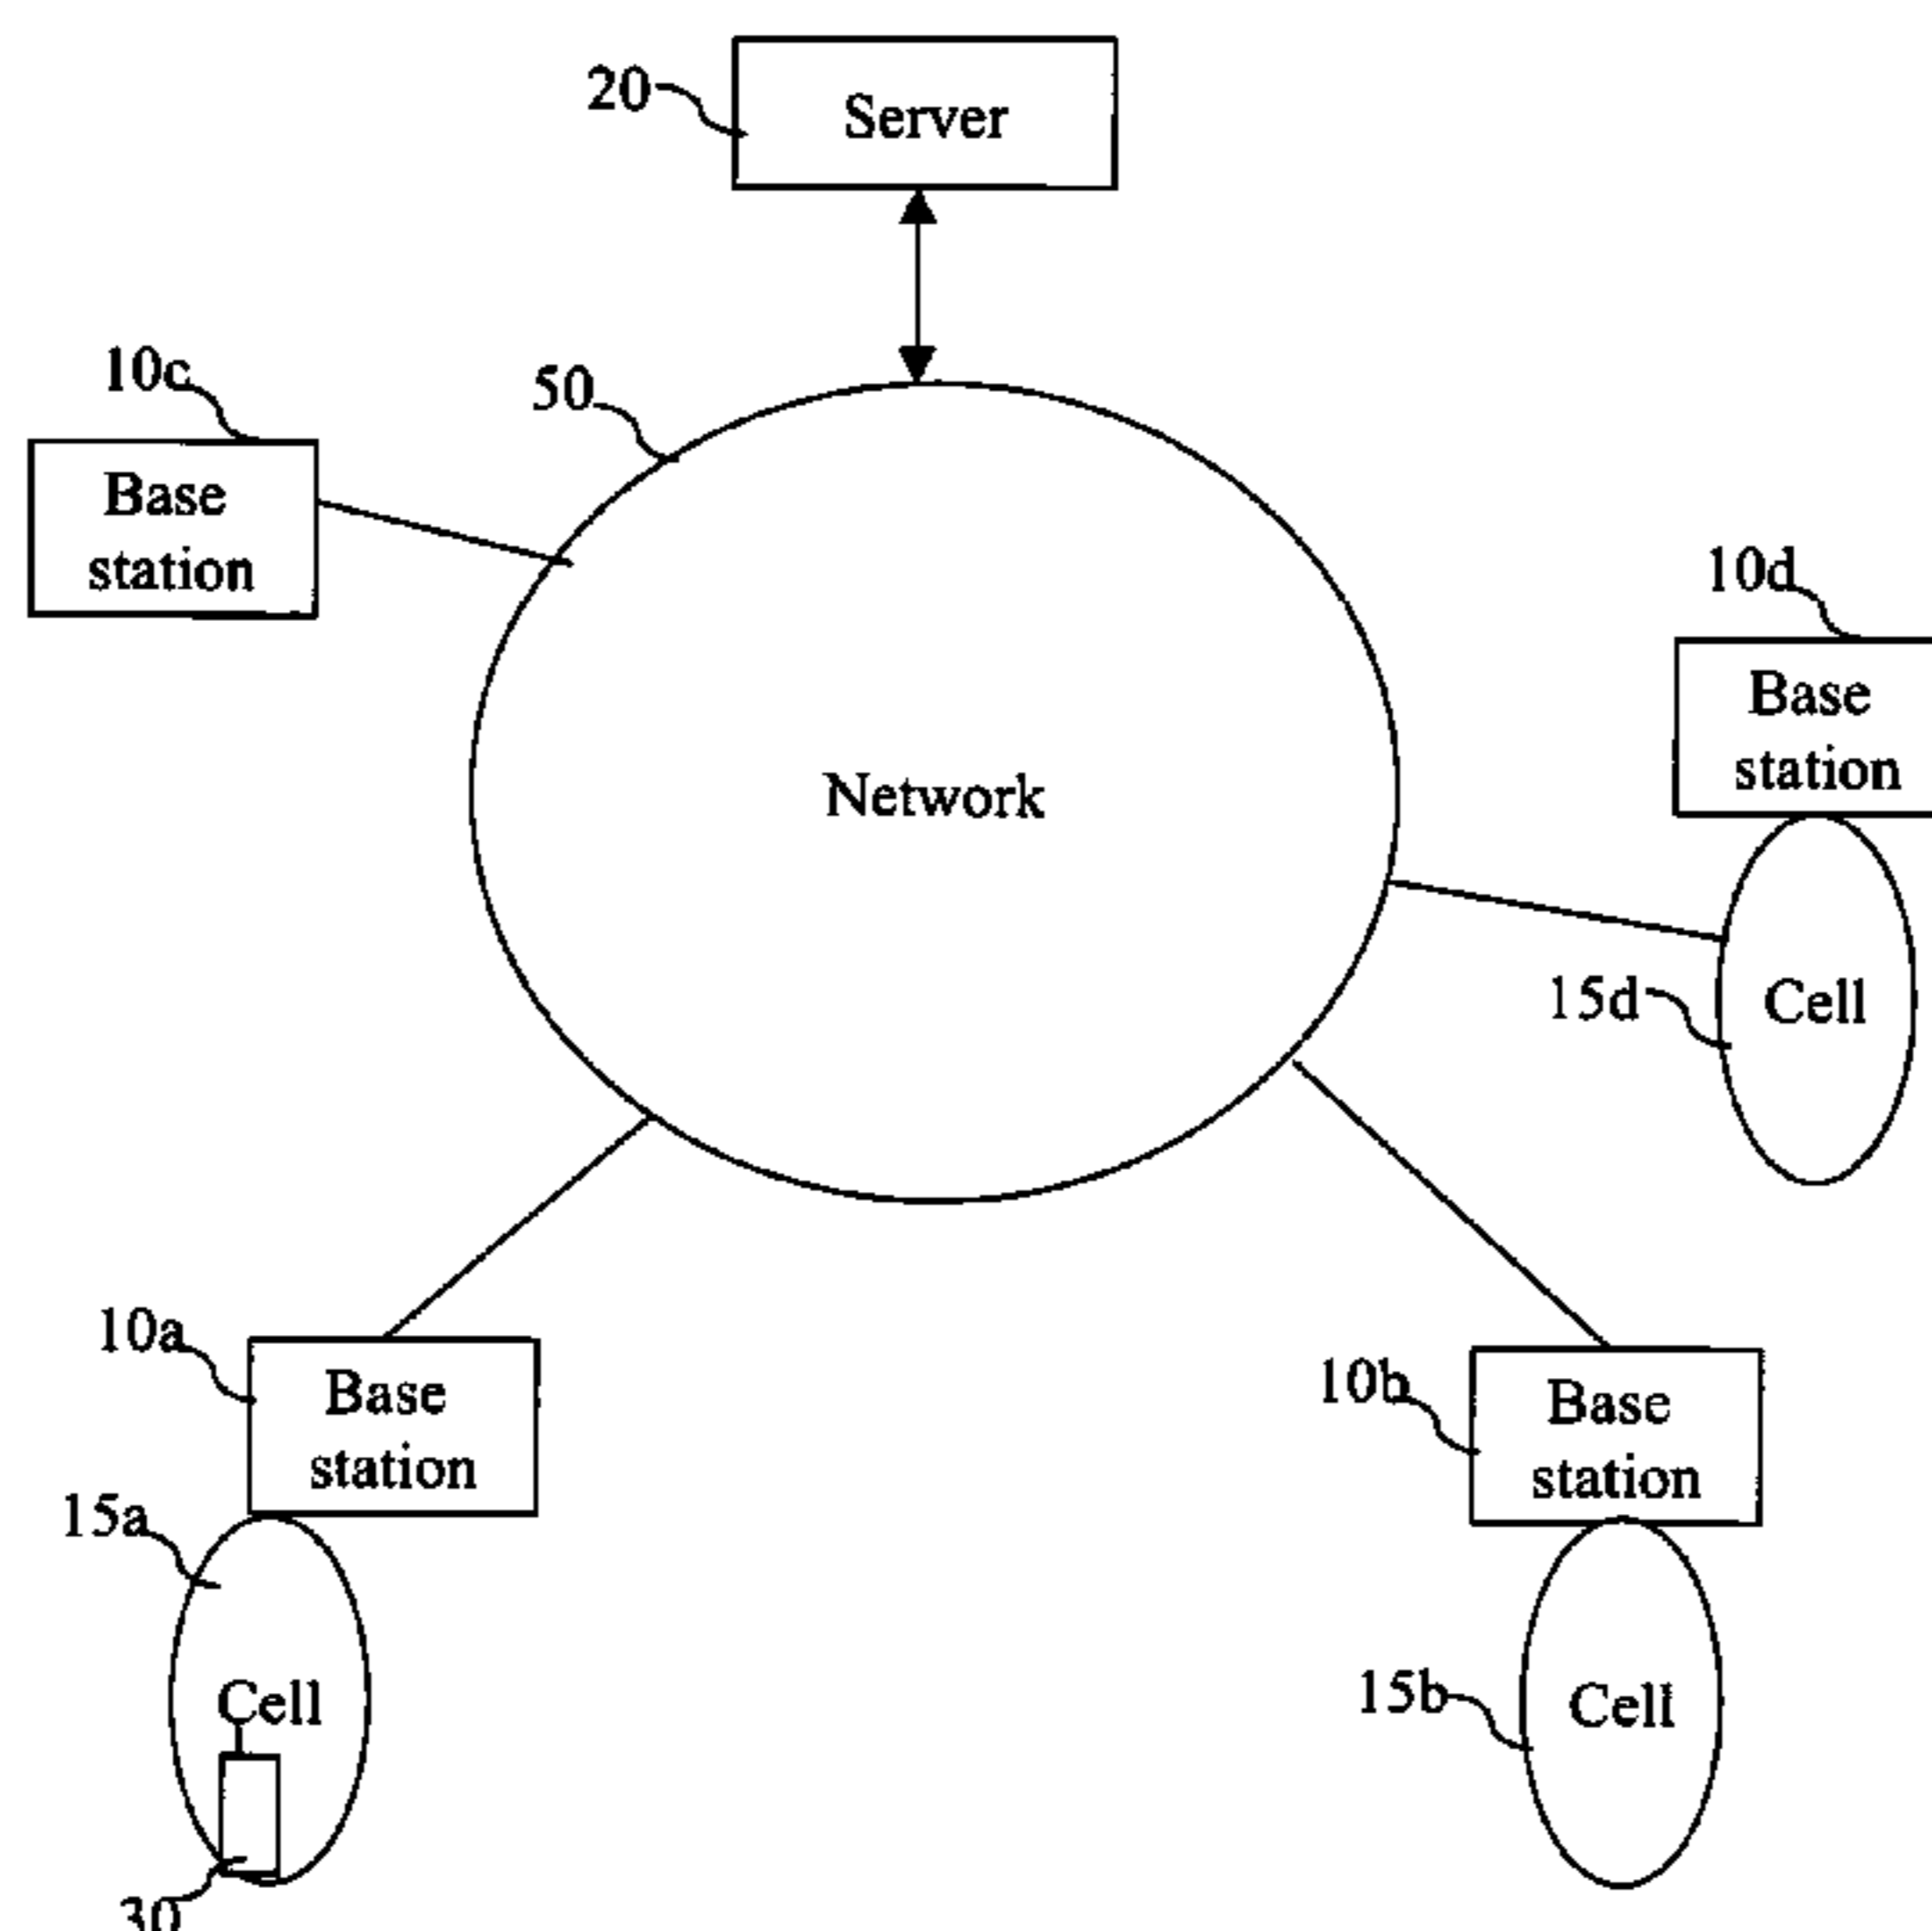 20
Server
10c
50
Base
station
10d
Base
station
Network
15d
Cell
10a
Base
station
10b
Base
station
15a
Cell
15b
Cell
30